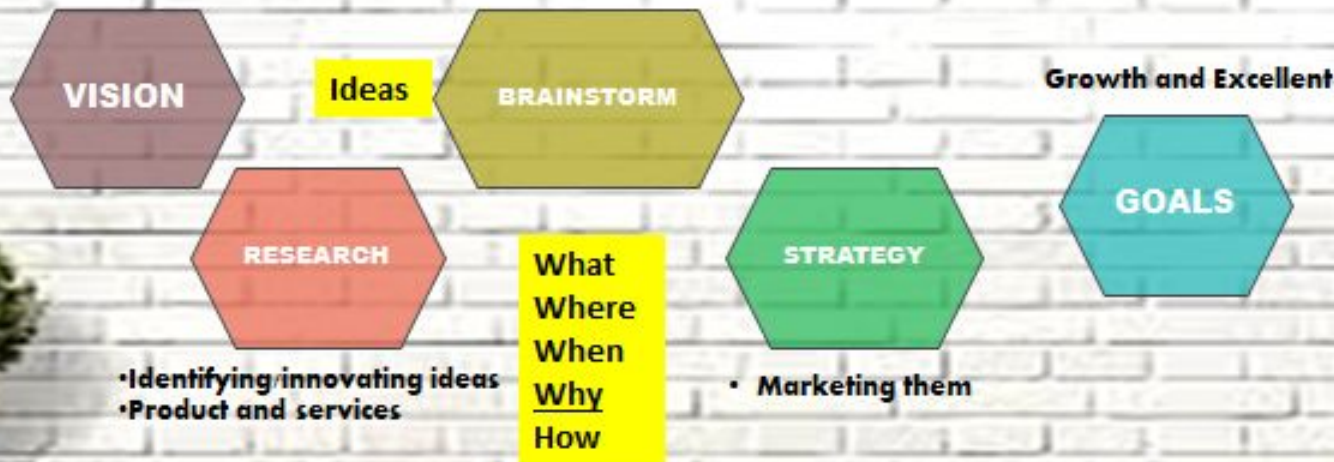 VISION
Ideas
BRAINSTORM
Growth and Excellent
GOALS
RESEARCH
STRATEGY
What
Where
When
Why
How
•Identifying/innovating ideas
•Product and services
• Marketing them